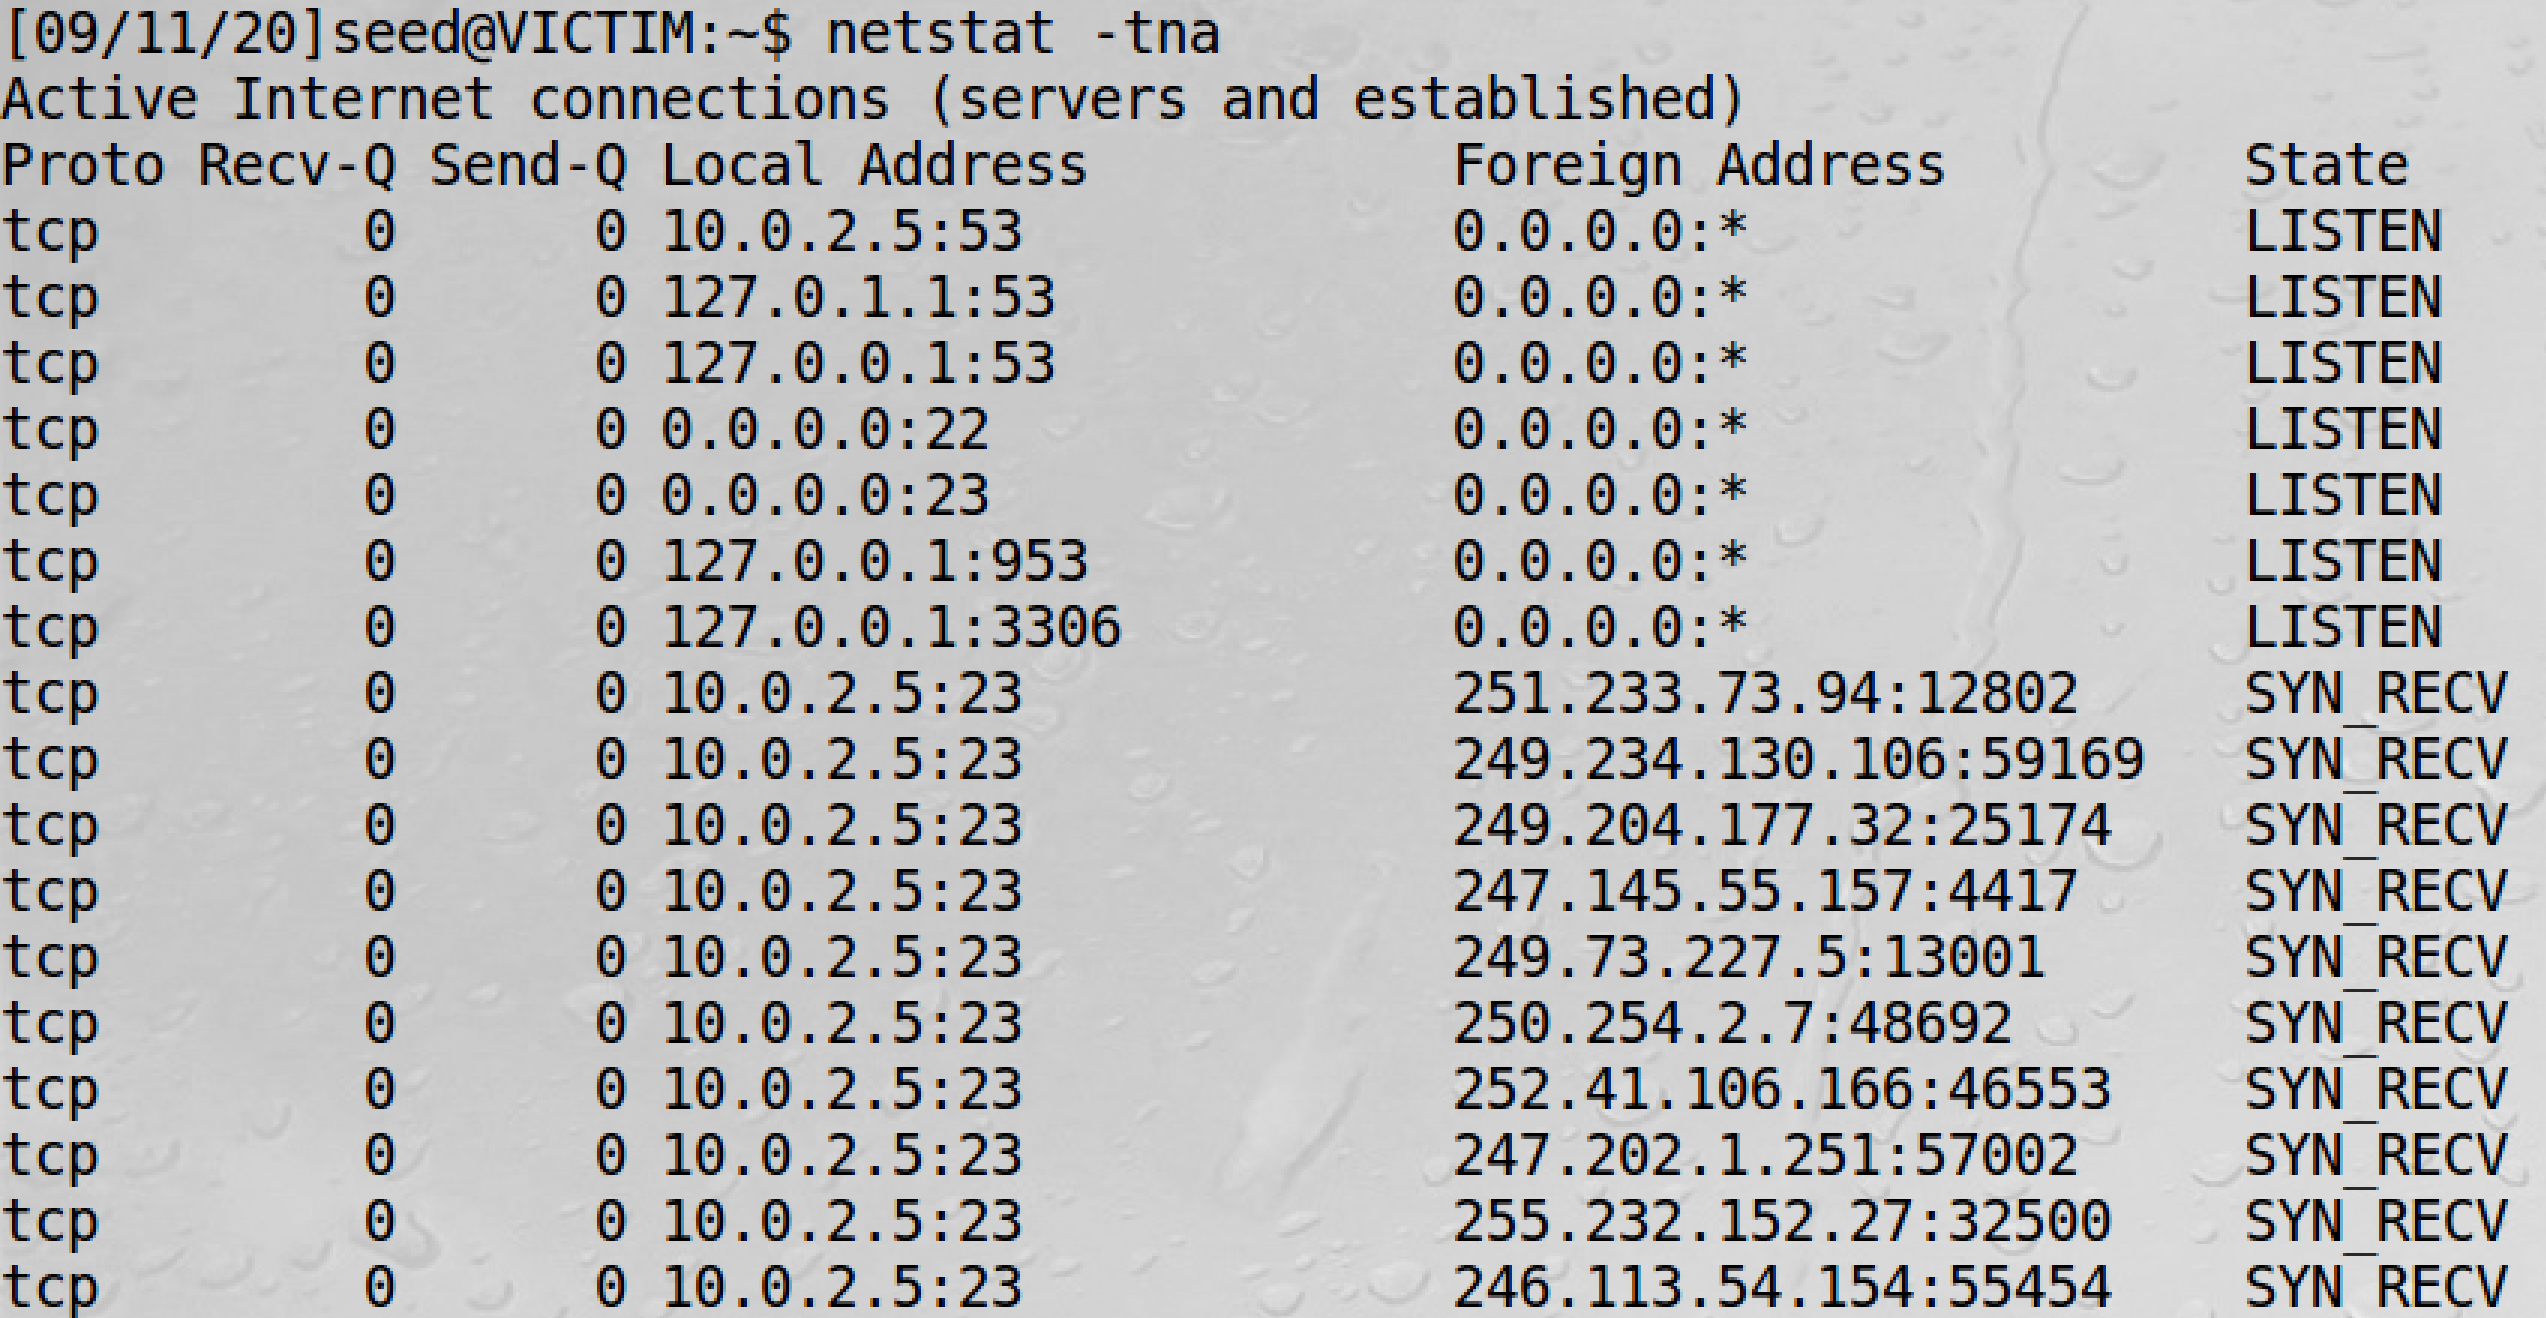 [09/11/20]seed@VICTIM:~$ netstat -tna
Active Internet connections (servers and established)
Proto Recv-Q Send-Q Local Address           Foreign Address         State
tcp        0      0 10.0.2.5:53             0.0.0.0:*               LISTEN
tcp        0      0 127.0.1.1:53            0.0.0.0:*               LISTEN
tcp        0      0 127.0.0.1:53            0.0.0.0:*               LISTEN
tcp        0      0 0.0.0.0:22              0.0.0.0:*               LISTEN
tcp        0      0 0.0.0.0:23              0.0.0.0:*               LISTEN
tcp        0      0 127.0.0.1:953           0.0.0.0:*               LISTEN
tcp        0      0 127.0.0.1:3306          0.0.0.0:*               LISTEN
tcp        0      0 10.0.2.5:23             251.233.73.94:12802     SYN_RECV
tcp        0      0 10.0.2.5:23             249.234.130.106:59169   SYN_RECV
tcp        0      0 10.0.2.5:23             249.204.177.32:25174    SYN_RECV
tcp        0      0 10.0.2.5:23             247.145.55.157:4417     SYN_RECV
tcp        0      0 10.0.2.5:23             249.73.227.5:13001      SYN_RECV
tcp        0      0 10.0.2.5:23             250.254.2.7:48692       SYN_RECV
tcp        0      0 10.0.2.5:23             252.41.106.166:46553    SYN_RECV
tcp        0      0 10.0.2.5:23             247.202.1.251:57002     SYN_RECV
tcp        0      0 10.0.2.5:23             255.232.152.27:32500    SYN_RECV
tcp        0      0 10.0.2.5:23             246.113.54.154:55454    SYN_RECV